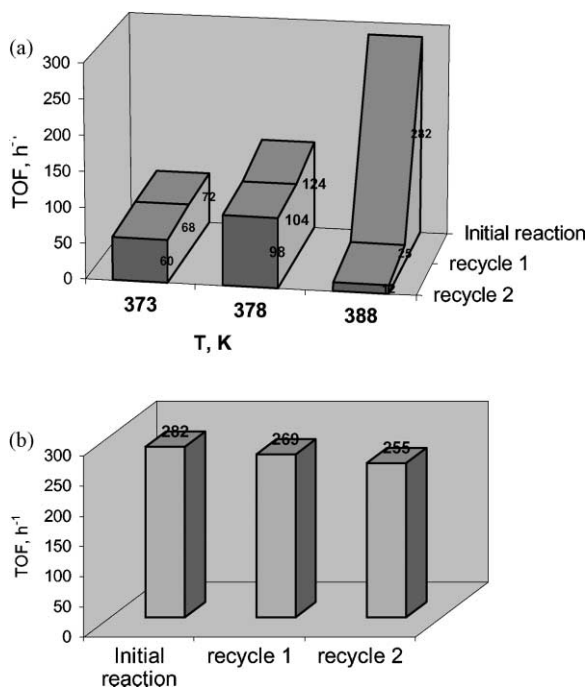 (a)
300
250
200
150
100
50
0
TOF, h⁻¹
72
68
60
124
104
98
282
25
12
Initial reaction
recycle 1
recycle 2
373
378
388
T, K
(b)
300
250
200
150
100
50
0
TOF, h⁻¹
282
269
255
Initial
reaction
recycle 1
recycle 2